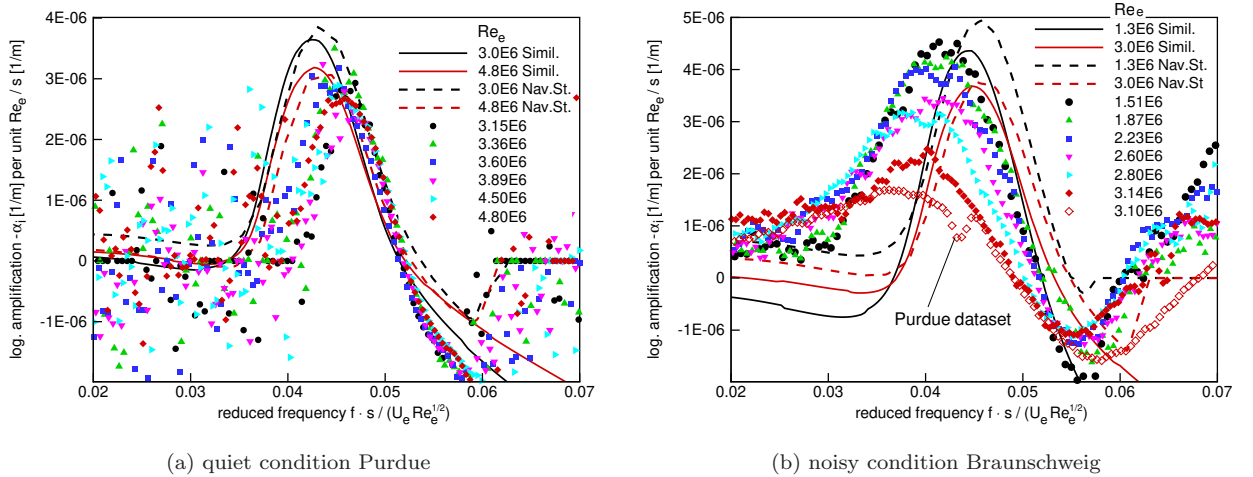 log. amplification -αi [1/m] per unit Ree / s [1/m]
4E-06
3E-06
2E-06
1E-06
0
-1E-06
0
0.02 0.03 0.04 0.05 0.06 0.07
reduced frequency f · s / (Ue Ree^1/2)
Ree
3.0E6 Simil.
4.8E6 Simil.
3.0E6 Nav.St.
4.8E6 Nav.St.
3.15E6
3.36E6
3.60E6
3.89E6
4.50E6
4.80E6
(a) quiet condition Purdue
log. amplification -αi [1/m] per unit Ree / s [1/m]
5E-06
4E-06
3E-06
2E-06
1E-06
0
-1E-06
0.02 0.03 0.04 0.05 0.06 0.07
reduced frequency f · s / (Ue Ree^1/2)
Ree
1.3E6 Simil.
3.0E6 Simil.
1.3E6 Nav.St.
3.0E6 Nav.St
1.51E6
1.87E6
2.23E6
2.60E6
2.80E6
3.14E6
3.10E6
Purdue dataset
(b) noisy condition Braunschweig